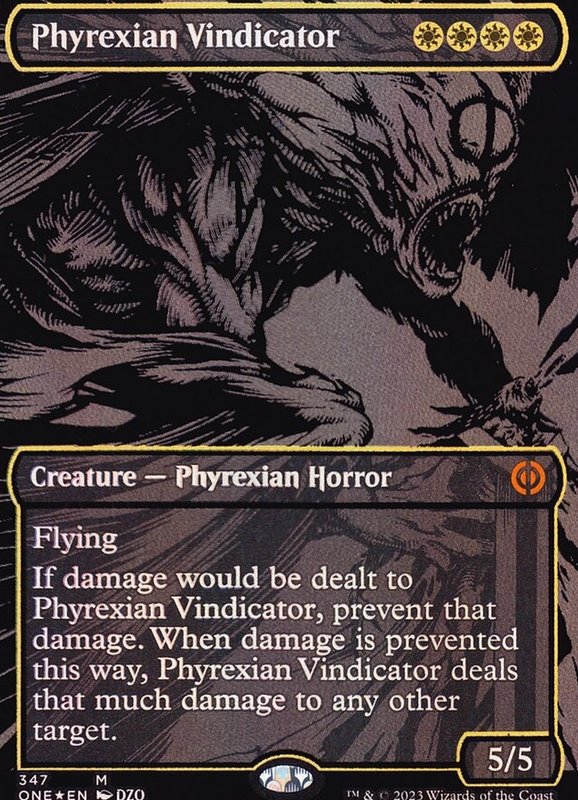 Phyrexian Vindicator
Creature — Phyrexian Horror
Flying
If damage would be dealt to
Phyrexian Vindicator, prevent that
damage. When damage is prevented
this way, Phyrexian Vindicator deals
that much damage to any other
target.
5/5
347 M
ONE★EN DZO
™ & © 2023 Wizards of the Coast